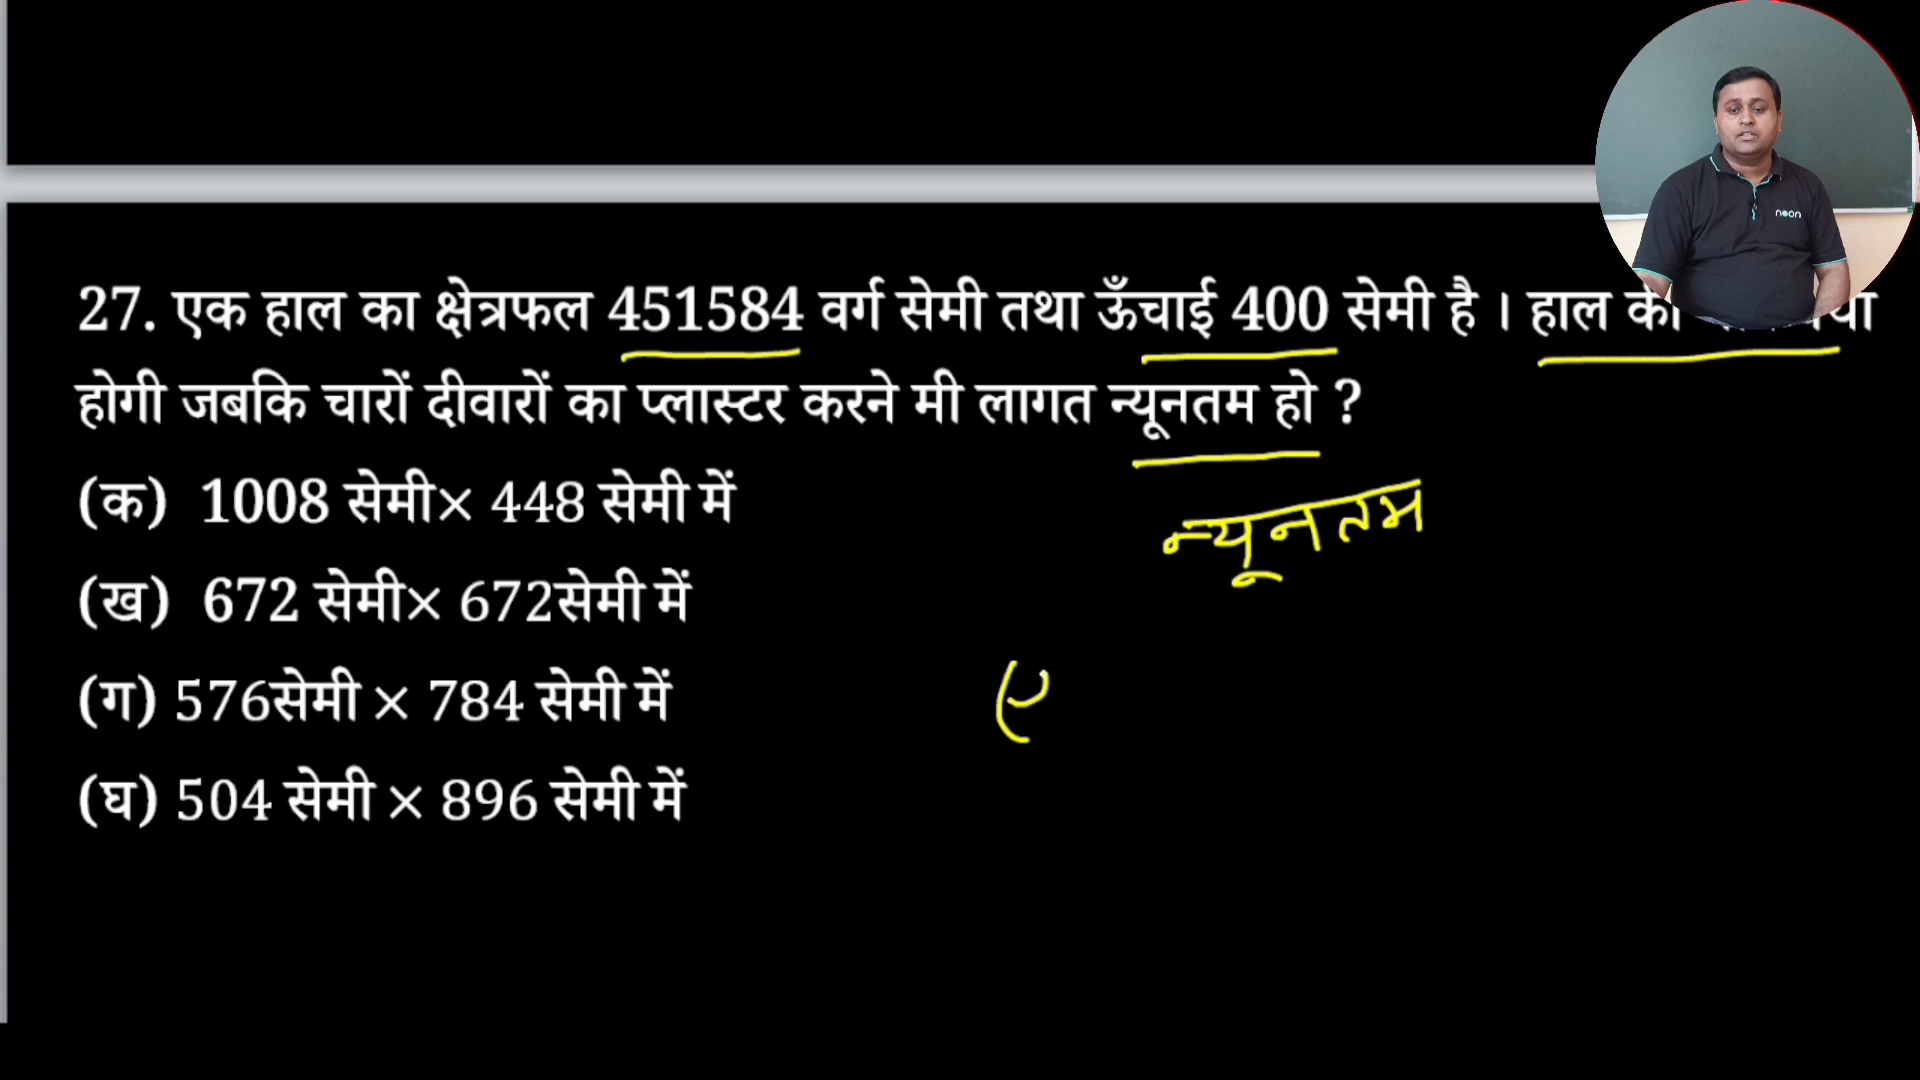 noon
27. एक हाल का क्षेत्रफल 451584 वर्ग सेमी तथा ऊँचाई 400 सेमी है । हाल की
होगी जबकि चारों दीवारों का प्लास्टर करने मी लागत न्यूनतम हो ?
(क) 1008 सेमी× 448 सेमी में
न्यूनतम
(ख) 672 सेमी× 672सेमी में
(ग) 576सेमी × 784 सेमी में
(घ) 504 सेमी × 896 सेमी में